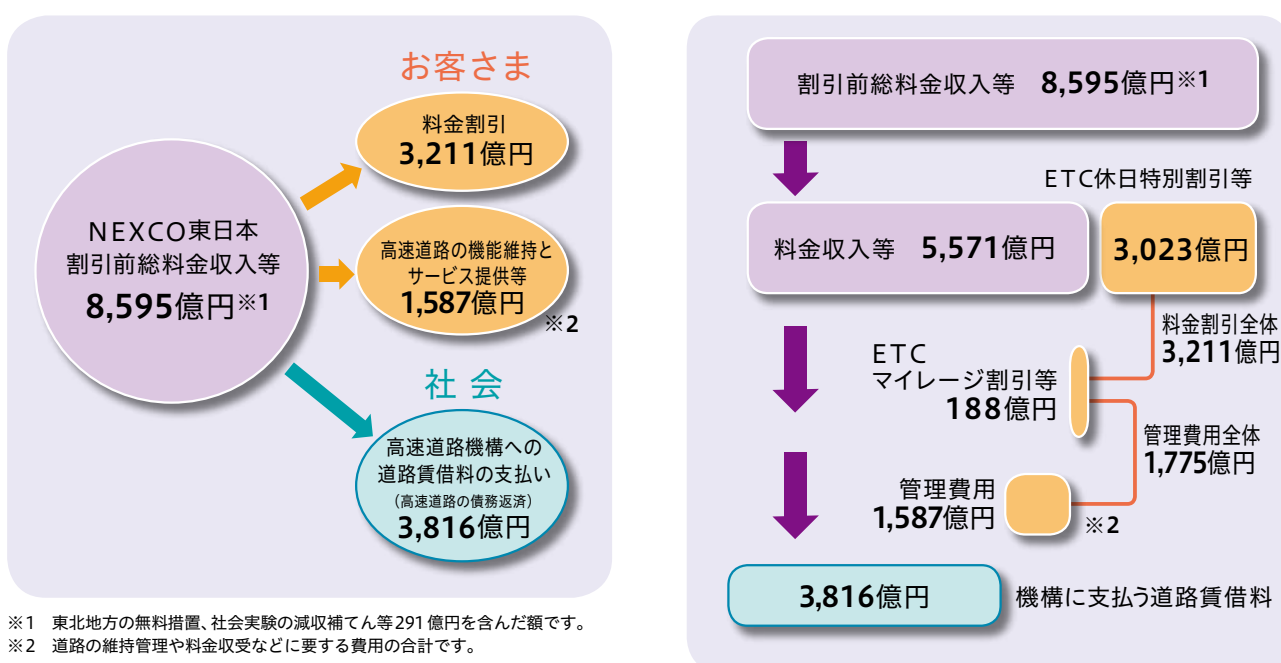 お客さま
料金割引
3,211億円
NEXCO東日本
割引前総料金収入等
8,595億円※1
高速道路の機能維持と
サービス提供等
1,587億円
※2
社会
高速道路機構への
道路賃借料の支払い
(高速道路の債務返済)
3,816億円
※1 東北地方の無料措置、社会実験の減収補てん等291億円を含んだ額です。
※2 道路の維持管理や料金収受などに要する費用の合計です。
割引前総料金収入等 8,595億円※1
ETC休日特別割引等
料金収入等 5,571億円
3,023億円
料金割引全体
3,211億円
ETC
マイレージ割引等
188億円
管理費用全体
1,775億円
管理費用
1,587億円
※2
3,816億円
機構に支払う道路賃借料